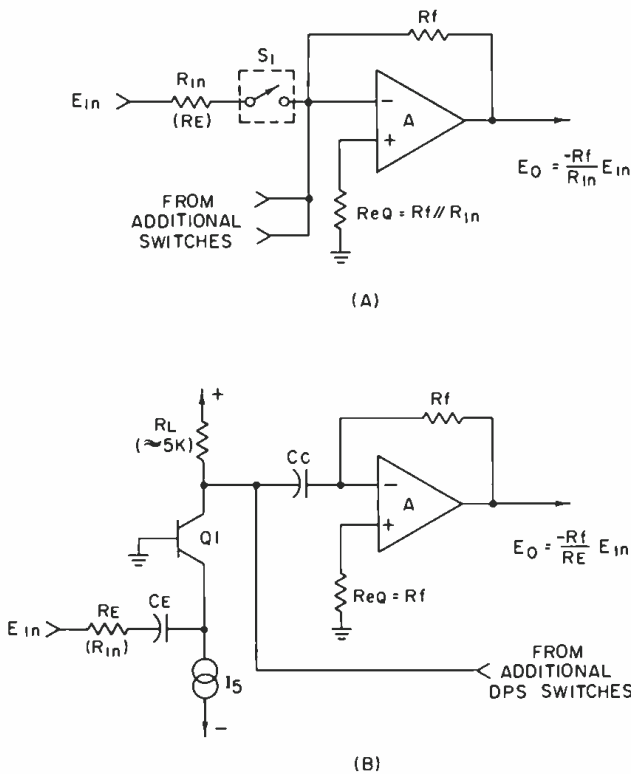 Rf
S1
RIn
EIn
(RE)
−
A
+
EO = -Rf/RIn EIn
FROM
ADDITIONAL
SWITCHES
ReQ = Rf//RIn
(A)
+
RL
(≈5K)
Rf
CC
−
A
Q1
+
EO = -Rf/RE EIn
ReQ = Rf
RE
CE
EIn
(RIn)
I5
FROM
ADDITIONAL
DPS SWITCHES
−
(B)